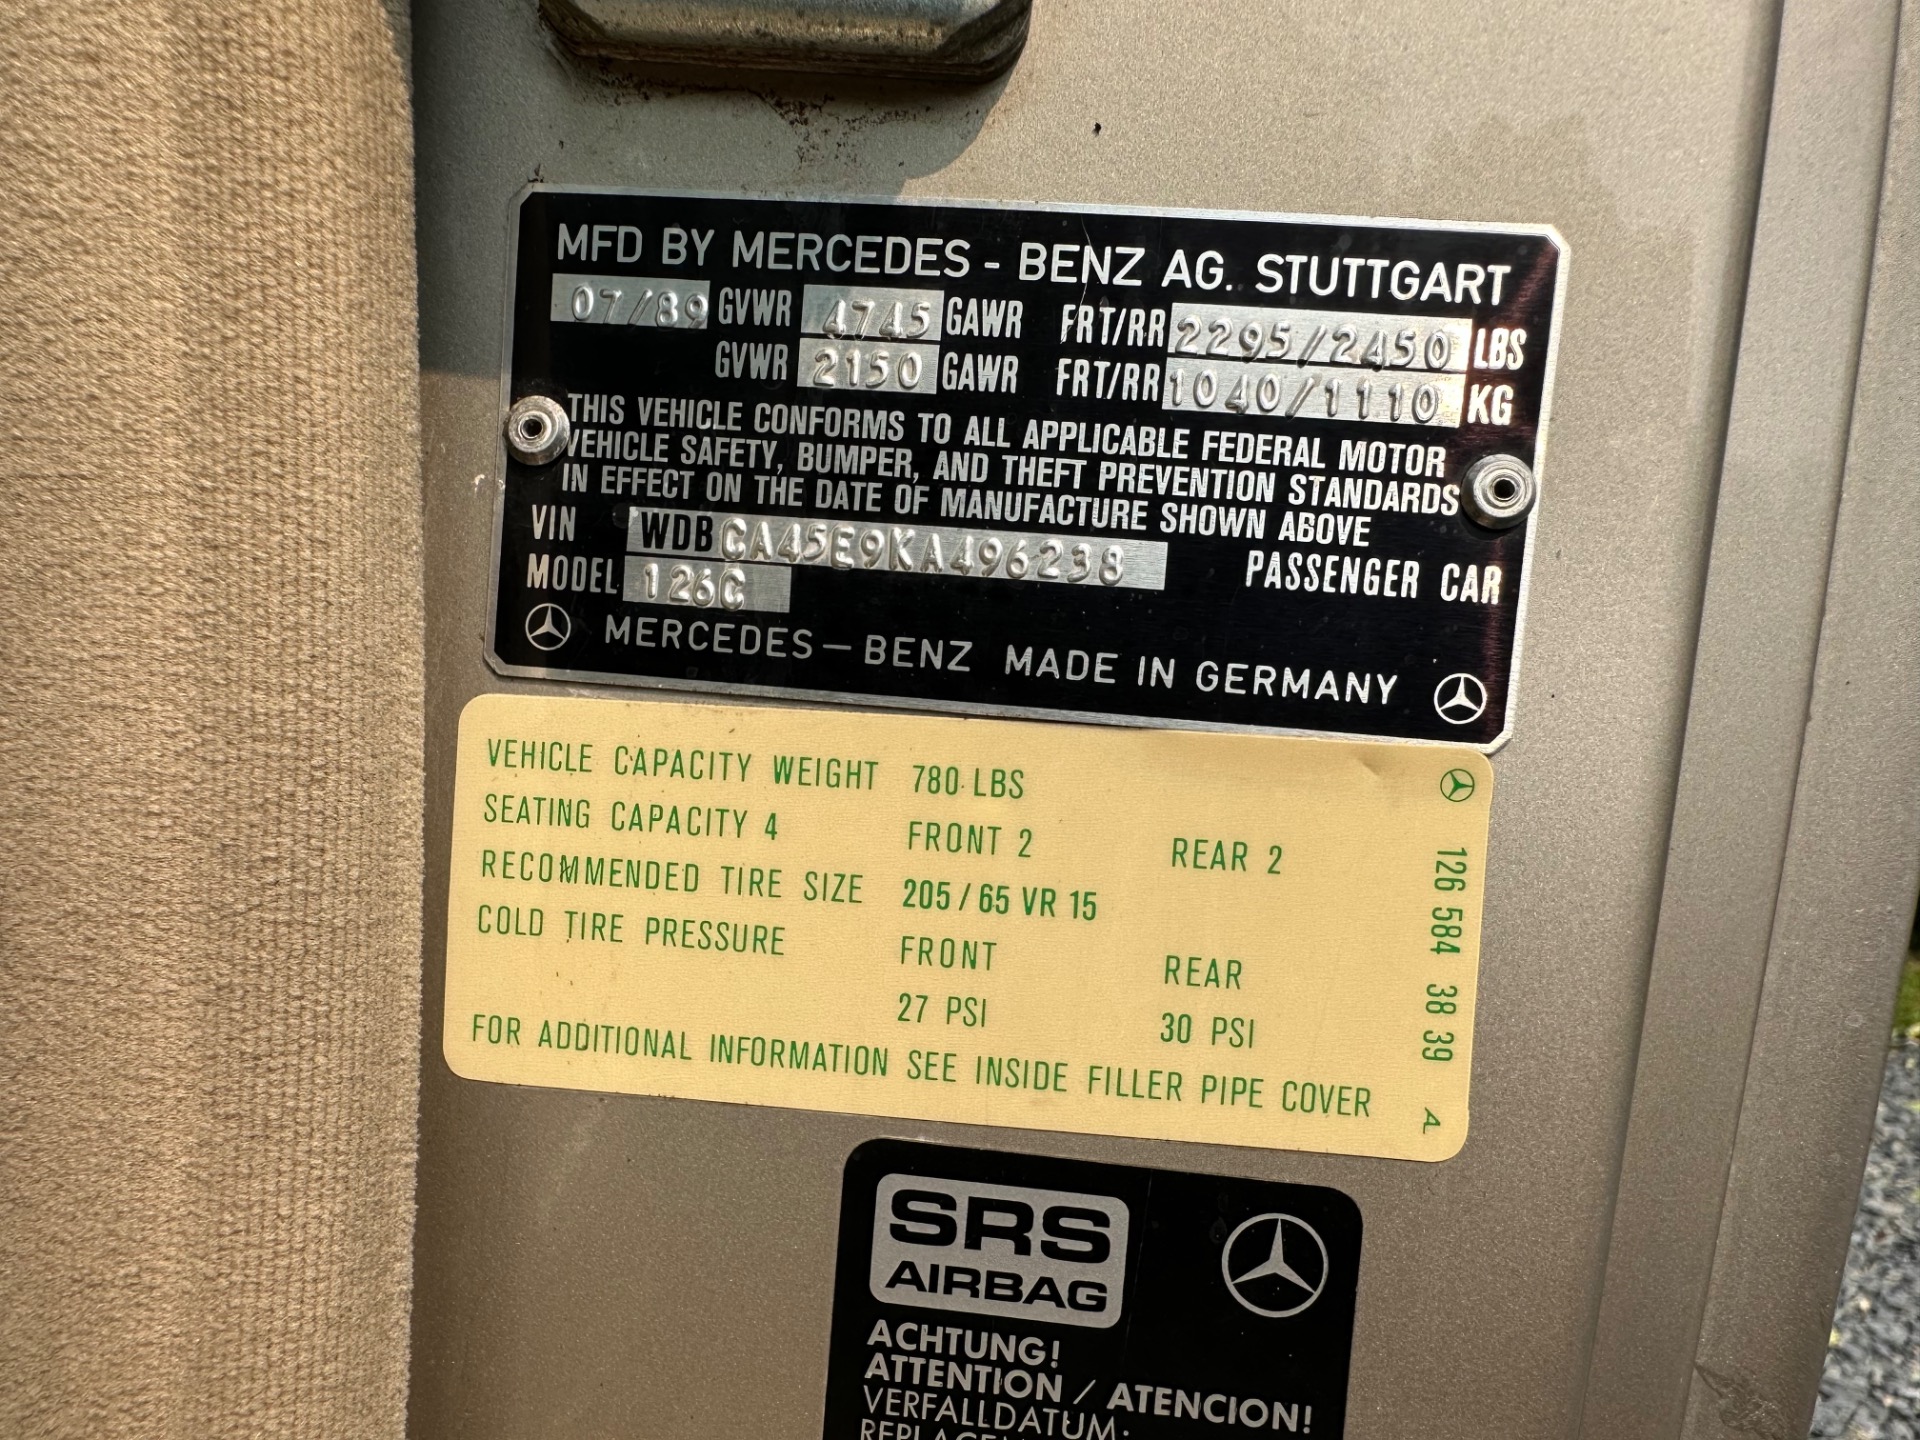 MFD BY MERCEDES - BENZ AG. STUTTGART
07/89 GVWR 4745 GAWR FRT/RR 2295/2450 LBS
GVWR 2150 GAWR FRT/RR 1040/1110 KG
THIS VEHICLE CONFORMS TO ALL APPLICABLE FEDERAL MOTOR
VEHICLE SAFETY, BUMPER, AND THEFT PREVENTION STANDARDS
IN EFFECT ON THE DATE OF MANUFACTURE SHOWN ABOVE
VIN WDBCA45E9KA496238 PASSENGER CAR
MODEL 126C
MERCEDES — BENZ MADE IN GERMANY
VEHICLE CAPACITY WEIGHT 780 LBS
SEATING CAPACITY 4 FRONT 2 REAR 2
RECOMMENDED TIRE SIZE 205 / 65 VR 15
COLD TIRE PRESSURE FRONT REAR
27 PSI 30 PSI
FOR ADDITIONAL INFORMATION SEE INSIDE FILLER PIPE COVER
126 584 38 39 A
SRS
AIRBAG
ACHTUNG!
ATTENTION / ATENCION!
VERFALLDATUM: